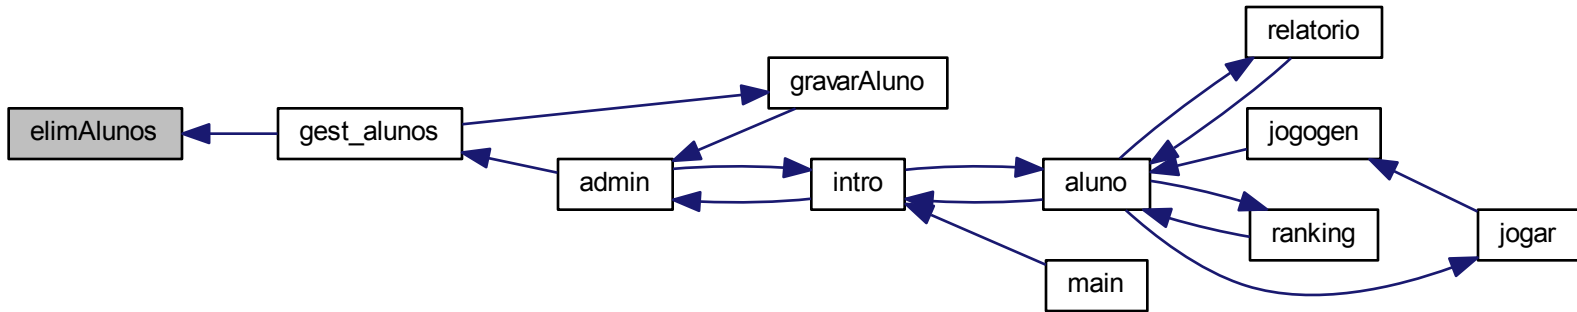 relatorio
gravarAluno
elimAlunos
gest_alunos
jogogen
admin
intro
aluno
ranking
jogar
main